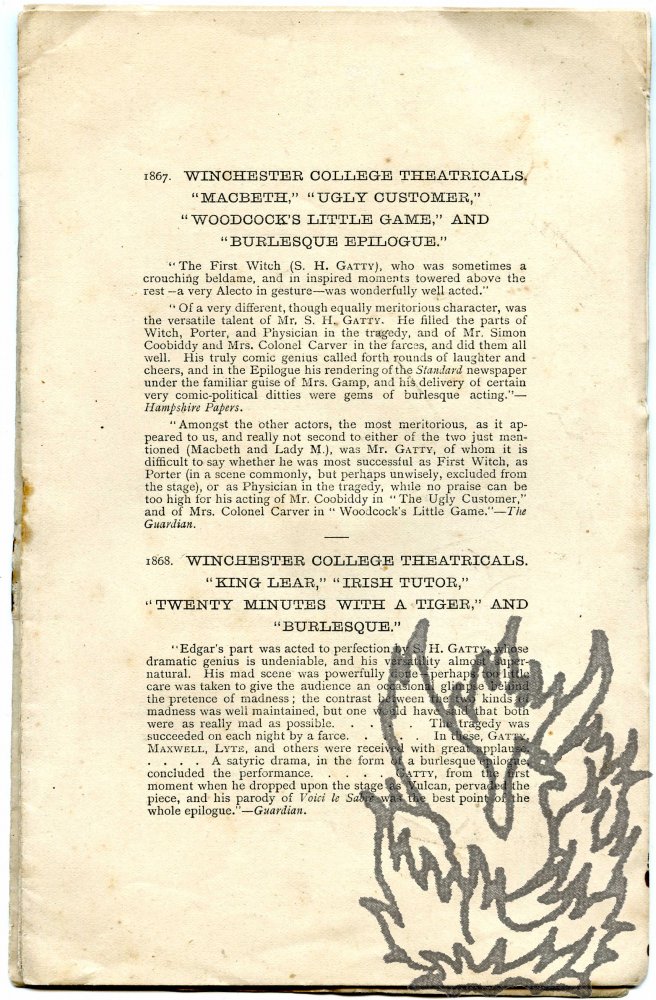 1867. WINCHESTER COLLEGE THEATRICALS.
"MACBETH," "UGLY CUSTOMER,"
"WOODCOCK'S LITTLE GAME," AND
"BURLESQUE EPILOGUE."
"The First Witch (S. H. GATTY), who was sometimes a
crouching beldame, and in inspired moments towered above the
rest—a very Alecto in gesture—was wonderfully well acted."
"Of a very different, though equally meritorious character, was
the versatile talent of Mr. S. H. GATTY. He filled the parts of
Witch, Porter, and Physician in the tragedy, and of Mr. Simon
Coobiddy and Mrs. Colonel Carver in the farces, and did them all
well. His truly comic genius called forth rounds of laughter and
cheers, and in the Epilogue his rendering of the Standard newspaper
under the familiar guise of Mrs. Gamp, and his delivery of certain
very comic-political ditties were gems of burlesque acting."—
Hampshire Papers.
"Amongst the other actors, the most meritorious, as it ap-
peared to us, and really not second to either of the two just men-
tioned (Macbeth and Lady M.), was Mr. GATTY, of whom it is
difficult to say whether he was most successful as First Witch, as
Porter (in a scene commonly, but perhaps unwisely, excluded from
the stage), or as Physician in the tragedy, while no praise can be
too high for his acting of Mr. Coobiddy in "The Ugly Customer,"
and of Mrs. Colonel Carver in "Woodcock's Little Game."—The
Guardian.
1868. WINCHESTER COLLEGE THEATRICALS.
"KING LEAR," "IRISH TUTOR,"
"TWENTY MINUTES WITH A TIGER," AND
"BURLESQUE."
"Edgar's part was acted to perfection by S. H. GATTY, whose
dramatic genius is undeniable, and his versatility almost super-
natural. His mad scene was powerfully done—perhaps too little
care was taken to give the audience an occasional glimpse behind
the pretence of madness; the contrast between the two kinds of
madness was well maintained, but one would have said that both
were as really mad as possible. . . . . The tragedy was
succeeded on each night by a farce. . . . . In these, GATTY,
MAXWELL, LYTE, and others were received with great applause.
. . . . A satyric drama, in the form of a burlesque epilogue,
concluded the performance. . . . . GATTY, from the first
moment when he dropped upon the stage as Vulcan, pervaded the
piece, and his parody of Voici le Sabre was the best point of the
whole epilogue."—Guardian.